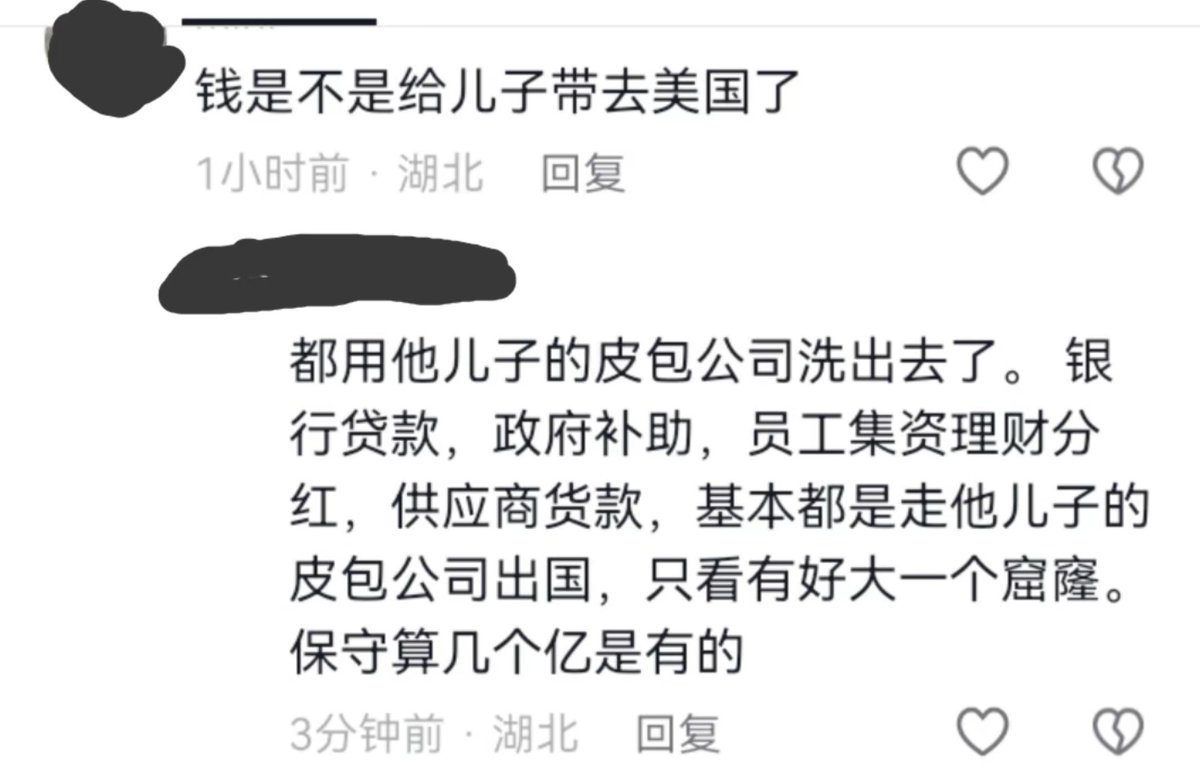 钱是不是给儿子带去美国了
1小时前 · 湖北 回复
都用他儿子的皮包公司洗出去了。 银
行贷款，政府补助，员工集资理财分
红，供应商货款，基本都是走他儿子的
皮包公司出国，只看有好大一个窟窿。
保守算几个亿是有的
3分钟前 · 湖北 回复